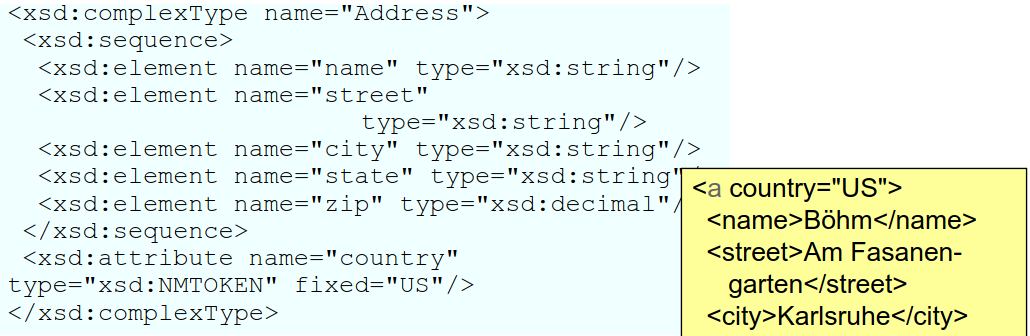 <xsd:complexType name="Address">
<xsd:sequence>
<xsd:element name="name" type="xsd:string"/>
<xsd:element name="street"
type="xsd:string"/>
<xsd:element name="city" type="xsd:string"/>
<xsd:element name="state" type="xsd:string"/
<xsd:element name="zip" type="xsd:decimal"/
</xsd:sequence>
<xsd:attribute name="country"
type="xsd:NMTOKEN" fixed="US"/>
</xsd:complexType>
<a country="US">
<name>Böhm</name>
<street>Am Fasanen-
garten</street>
<city>Karlsruhe</city>